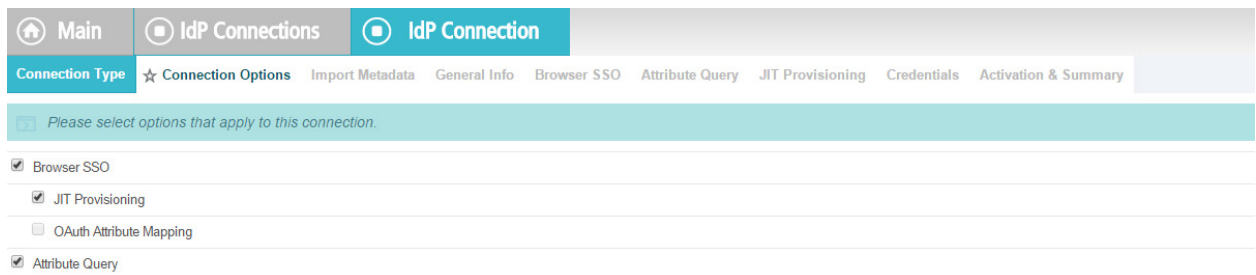 Main IdP Connections IdP Connection
Connection Type Connection Options Import Metadata General Info Browser SSO Attribute Query JIT Provisioning Credentials Activation & Summary
Please select options that apply to this connection.
Browser SSO
JIT Provisioning
OAuth Attribute Mapping
Attribute Query